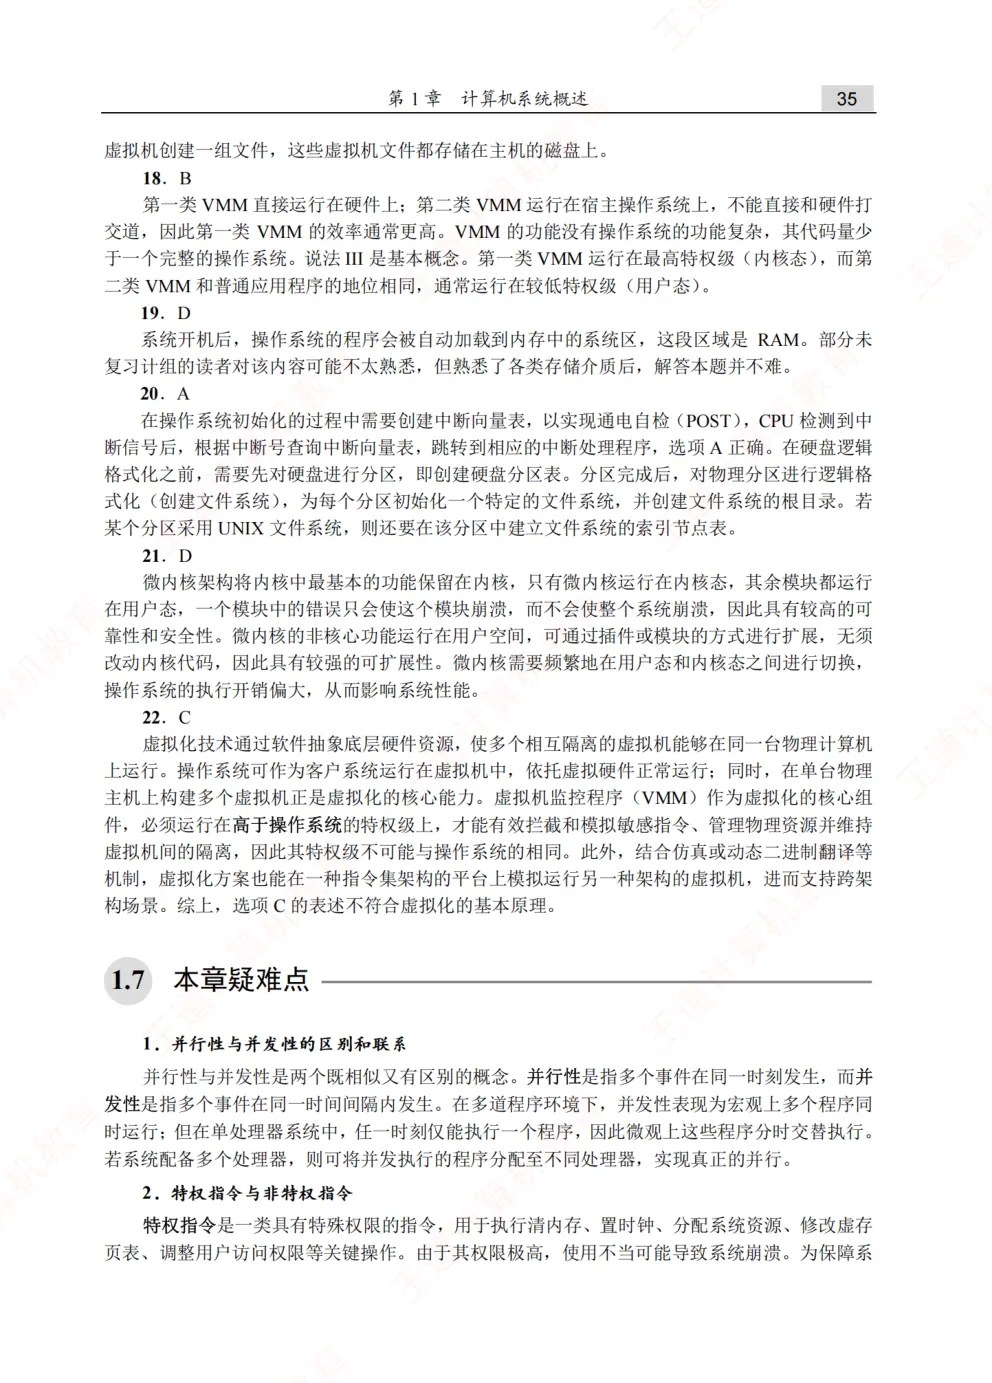 第 1 章 计算机系统概述 35
虚拟机创建一组文件，这些虚拟机文件都存储在主机的磁盘上。
18．B
第一类 VMM 直接运行在硬件上；第二类 VMM 运行在宿主操作系统上，不能直接和硬件打
交道，因此第一类 VMM 的效率通常更高。VMM 的功能没有操作系统的功能复杂，其代码量少
于一个完整的操作系统。说法 III 是基本概念。第一类 VMM 运行在最高特权级（内核态），而第
二类 VMM 和普通应用程序的地位相同，通常运行在较低特权级（用户态）。
19．D
系统开机后，操作系统的程序会被自动加载到内存中的系统区，这段区域是 RAM。部分未
复习计组的读者对该内容可能不太熟悉，但熟悉了各类存储介质后，解答本题并不难。
20．A
在操作系统初始化的过程中需要创建中断向量表，以实现通电自检（POST），CPU 检测到中
断信号后，根据中断号查询中断向量表，跳转到相应的中断处理程序，选项 A 正确。在硬盘逻辑
格式化之前，需要先对硬盘进行分区，即创建硬盘分区表。分区完成后，对物理分区进行逻辑格
式化（创建文件系统），为每个分区初始化一个特定的文件系统，并创建文件系统的根目录。若
某个分区采用 UNIX 文件系统，则还要在该分区中建立文件系统的索引节点表。
21．D
微内核架构将内核中最基本的功能保留在内核，只有微内核运行在内核态，其余模块都运行
在用户态，一个模块中的错误只会使这个模块崩溃，而不会使整个系统崩溃，因此具有较高的可
靠性和安全性。微内核的非核心功能运行在用户空间，可通过插件或模块的方式进行扩展，无须
改动内核代码，因此具有较强的可扩展性。微内核需要频繁地在用户态和内核态之间进行切换，
操作系统的执行开销偏大，从而影响系统性能。
22．C
虚拟化技术通过软件抽象底层硬件资源，使多个相互隔离的虚拟机能够在同一台物理计算机
上运行。操作系统可作为客户系统运行在虚拟机中，依托虚拟硬件正常运行；同时，在单台物理
主机上构建多个虚拟机正是虚拟化的核心能力。虚拟机监控程序（VMM）作为虚拟化的核心组
件，必须运行在高于操作系统的特权级上，才能有效拦截和模拟敏感指令、管理物理资源并维持
虚拟机间的隔离，因此其特权级不可能与操作系统的相同。此外，结合仿真或动态二进制翻译等
机制，虚拟化方案也能在一种指令集架构的平台上模拟运行另一种架构的虚拟机，进而支持跨架
构场景。综上，选项 C 的表述不符合虚拟化的基本原理。
1.7 本章疑难点
1．并行性与并发性的区别和联系
并行性与并发性是两个既相似又有区别的概念。并行性是指多个事件在同一时刻发生，而并
发性是指多个事件在同一时间间隔内发生。在多道程序环境下，并发性表现为宏观上多个程序同
时运行；但在单处理器系统中，任一时刻仅能执行一个程序，因此微观上这些程序分时交替执行。
若系统配备多个处理器，则可将并发执行的程序分配至不同处理器，实现真正的并行。
2．特权指令与非特权指令
特权指令是一类具有特殊权限的指令，用于执行清内存、置时钟、分配系统资源、修改虚存
页表、调整用户访问权限等关键操作。由于其权限极高，使用不当可能导致系统崩溃。为保障系